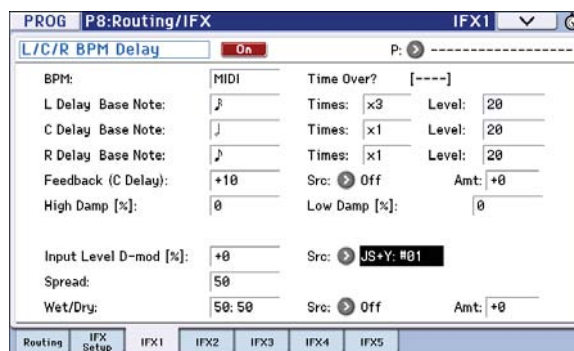 PROG P8:Routing/IFX IFX1
L/C/R BPM Delay On P: --------------------
BPM: MIDI Time Over? [----]
L Delay Base Note: Times: x3 Level: 20
C Delay Base Note: Times: x1 Level: 20
R Delay Base Note: Times: x1 Level: 20
Feedback (C Delay): +10 Src: Off Amt: +0
High Damp [%]: 0 Low Damp [%]: 0
Input Level D-mod [%]: +0 Src: JS+Y: #01
Spread: 50
Wet/Dry: 50:50 Src: Off Amt: +0
Routing IFX Setup IFX1 IFX2 IFX3 IFX4 IFX5